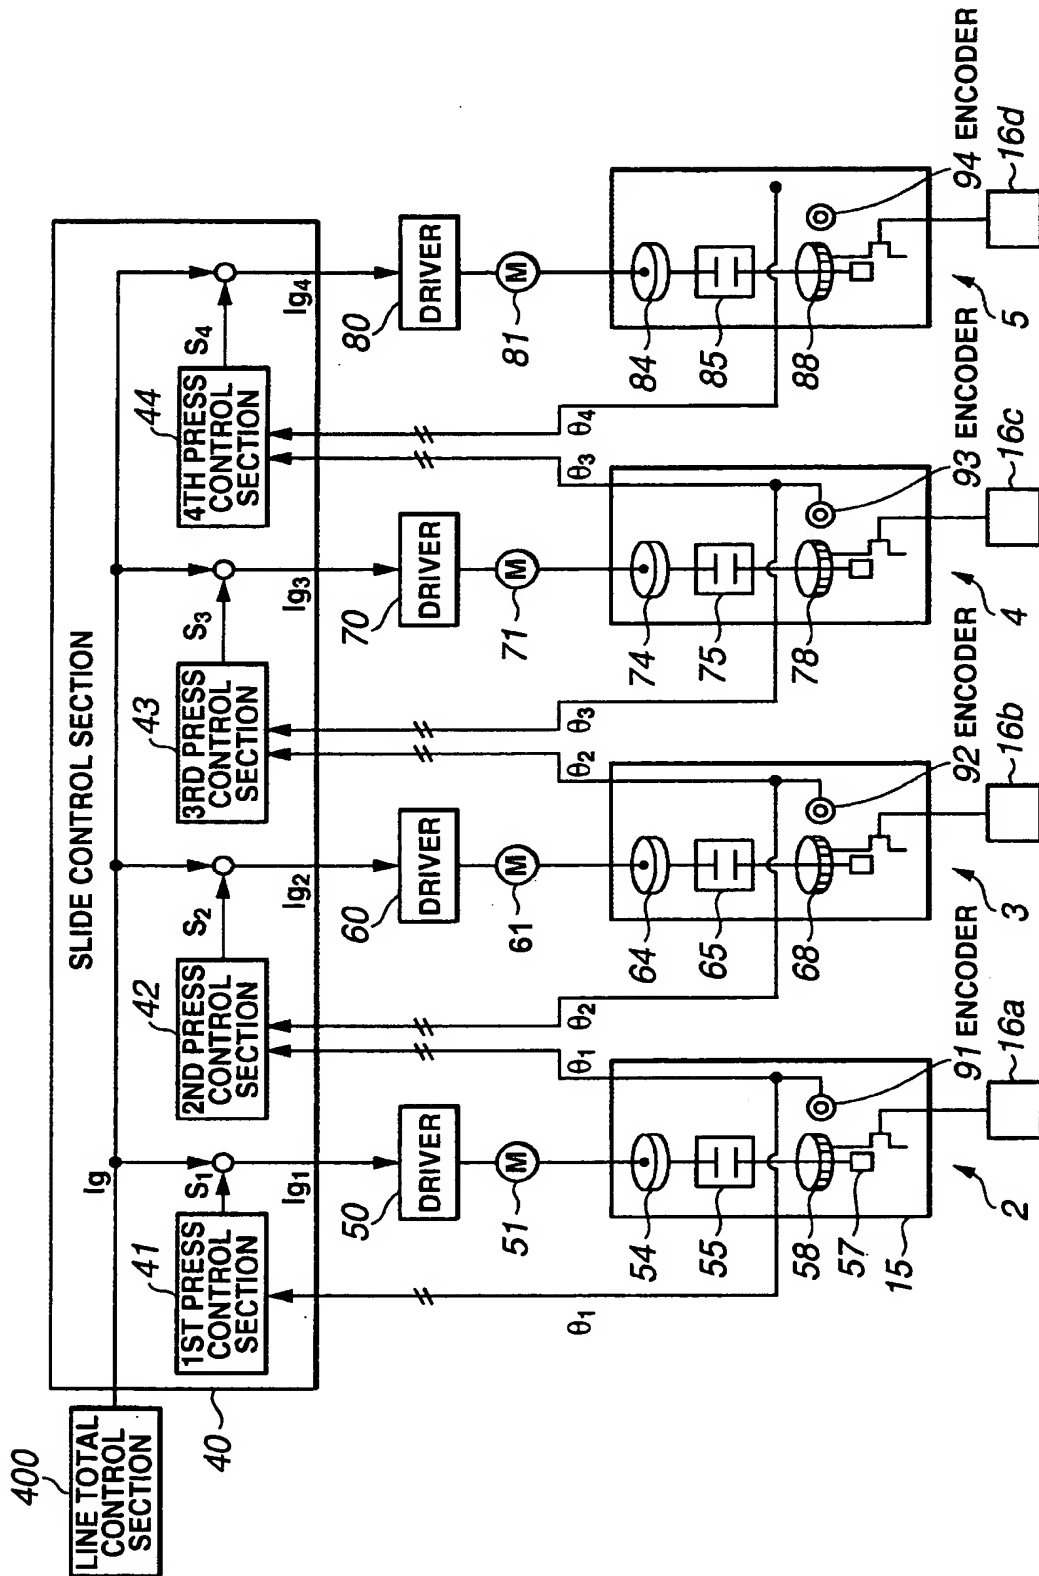 400
LINE TOTAL
CONTROL
SECTION
40
SLIDE CONTROL SECTION
Ig
41
1ST PRESS
CONTROL
SECTION
S1
Ig1
42
2ND PRESS
CONTROL
SECTION
S2
Ig2
43
3RD PRESS
CONTROL
SECTION
S3
Ig3
44
4TH PRESS
CONTROL
SECTION
S4
Ig4
50
DRIVER
60
DRIVER
70
DRIVER
80
DRIVER
51
M
61
M
71
M
81
M
θ1
θ1
θ2
θ2
θ3
θ3
θ4
54
55
58
57
15
64
65
68
74
75
78
84
85
88
91 ENCODER
92 ENCODER
93 ENCODER
94 ENCODER
2
16a
3
16b
4
16c
5
16d